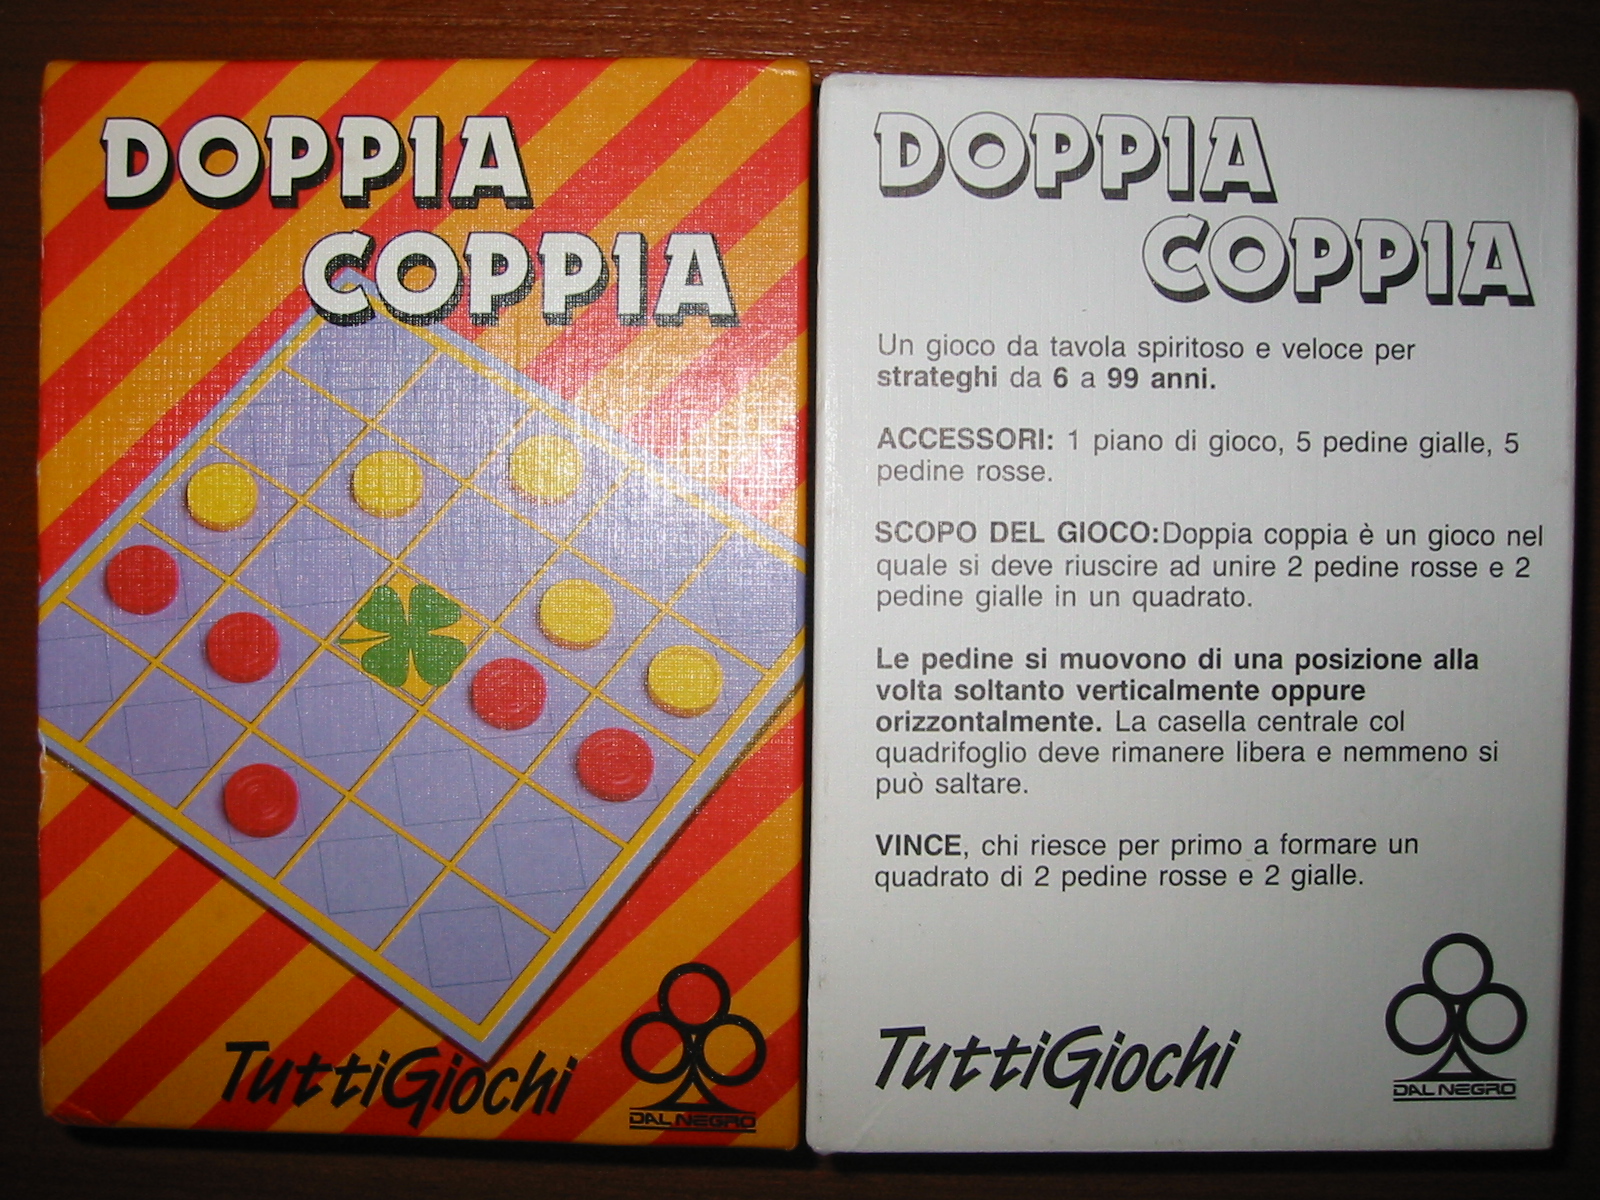 DOPPIA
COPPIA
TuttiGiochi
DAL NEGRO
DOPPIA
COPPIA
Un gioco da tavola spiritoso e veloce per
strateghi da 6 a 99 anni.
ACCESSORI: 1 piano di gioco, 5 pedine gialle, 5
pedine rosse.
SCOPO DEL GIOCO:Doppia coppia è un gioco nel
quale si deve riuscire ad unire 2 pedine rosse e 2
pedine gialle in un quadrato.
Le pedine si muovono di una posizione alla
volta soltanto verticalmente oppure
orizzontalmente. La casella centrale col
quadrifoglio deve rimanere libera e nemmeno si
può saltare.
VINCE, chi riesce per primo a formare un
quadrato di 2 pedine rosse e 2 gialle.
TuttiGiochi
DAL NEGRO